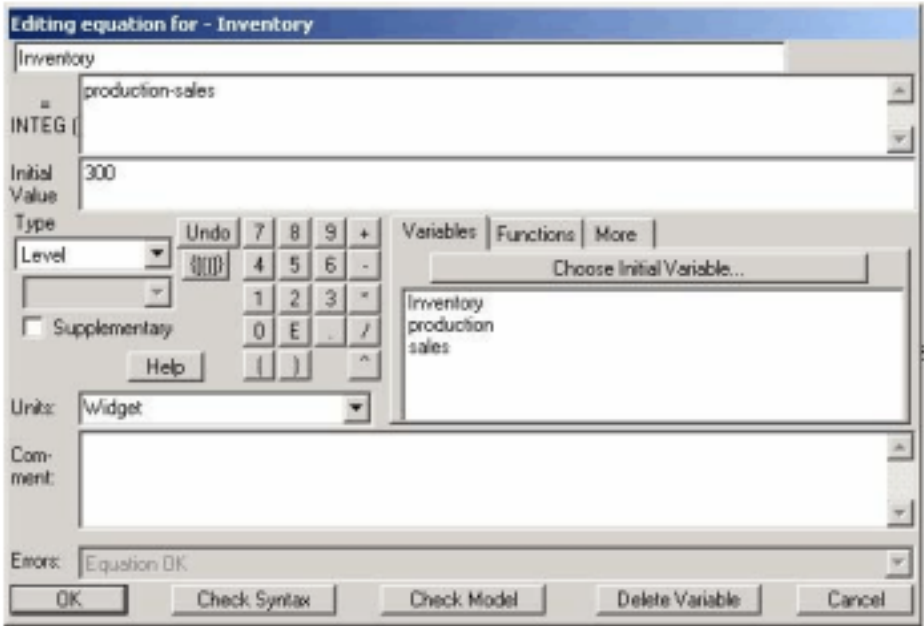 Editing equation for - Inventory
Inventory
= INTEG (
production-sales
Initial Value
300
Type
Undo 7 8 9 +
Variables Functions More
Level
{[()]} 4 5 6 -
Choose Initial Variable...
1 2 3 *
Inventory
production
sales
Supplementary
0 E . /
Help
( ) ^
Units: Widget
Com-
ment:
Errors: Equation OK
OK Check Syntax Check Model Delete Variable Cancel